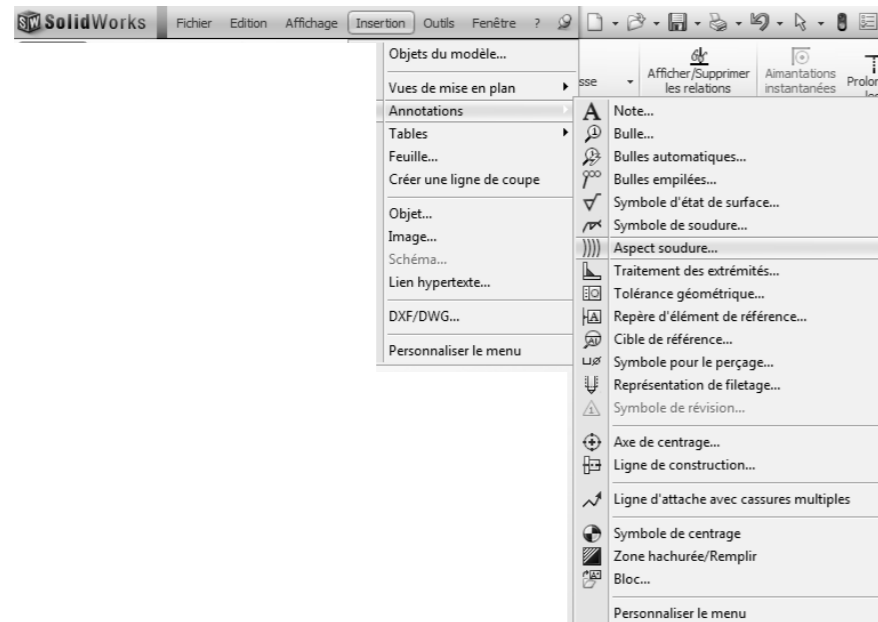 SolidWorks Fichier Edition Affichage Insertion Outils Fenêtre ?
Objets du modèle...
Vues de mise en plan
Annotations
Tables
Feuille...
Créer une ligne de coupe
Objet...
Image...
Schéma...
Lien hypertexte...
DXF/DWG...
Personnaliser le menu
sse
Afficher/Supprimer
les relations
Aimantations
instantanées
Prolon
Note...
Bulle...
Bulles automatiques...
Bulles empilées...
Symbole d'état de surface...
Symbole de soudure...
Aspect soudure...
Traitement des extrémités...
Tolérance géométrique...
Repère d'élément de référence...
Cible de référence...
Symbole pour le perçage...
Représentation de filetage...
Symbole de révision...
Axe de centrage...
Ligne de construction...
Ligne d'attache avec cassures multiples
Symbole de centrage
Zone hachurée/Remplir
Bloc...
Personnaliser le menu